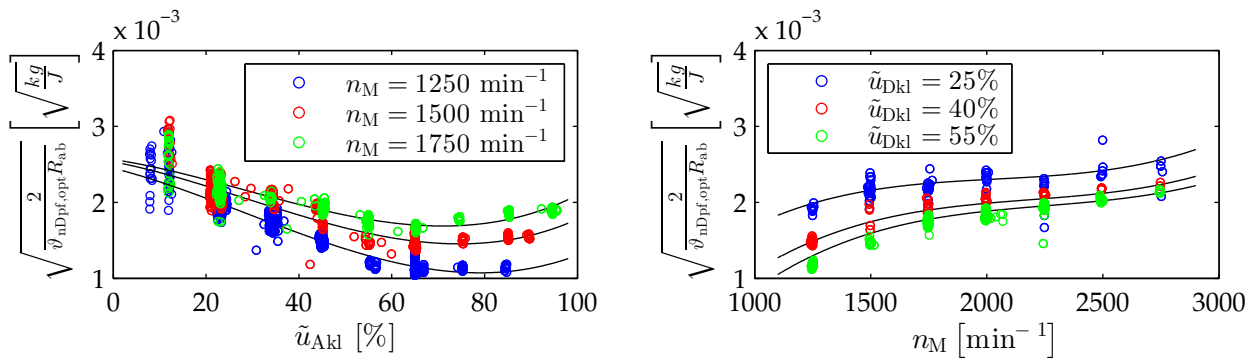 x 10⁻³
4
3
2
1
0 20 40 60 80 100
ũ_Akl [%]
√(2 / (ϑ_nDpf,opt R_ab)) [√(kg/J)]
n_M = 1250 min⁻¹
n_M = 1500 min⁻¹
n_M = 1750 min⁻¹
x 10⁻³
4
3
2
1
1000 1500 2000 2500 3000
n_M [min⁻ ¹]
√(2 / (ϑ_nDpf,opt R_ab)) [√(kg/J)]
ũ_Dkl = 25%
ũ_Dkl = 40%
ũ_Dkl = 55%